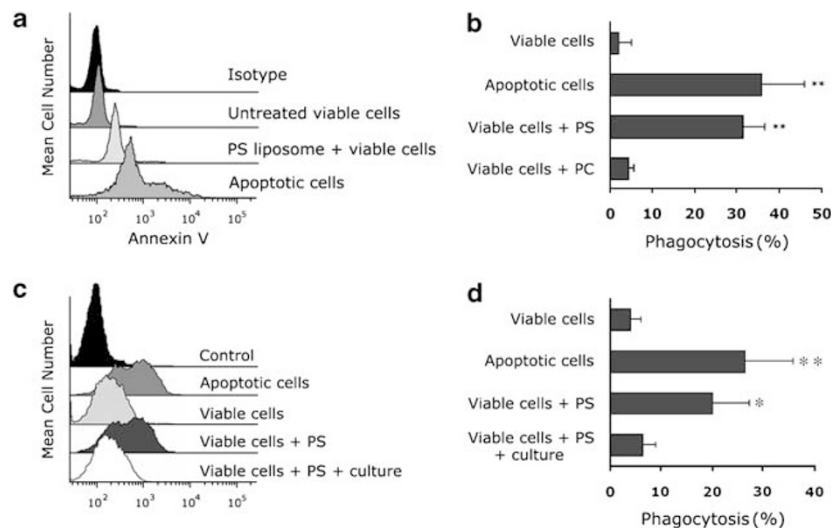 a
Mean Cell Number
Isotype
Untreated viable cells
PS liposome + viable cells
Apoptotic cells
10² 10³ 10⁴ 10⁵
Annexin V
b
Viable cells
Apoptotic cells
**
Viable cells + PS
**
Viable cells + PC
0 10 20 30 40 50
Phagocytosis (%)
c
Mean Cell Number
Control
Apoptotic cells
Viable cells
Viable cells + PS
Viable cells + PS + culture
10² 10³ 10⁴ 10⁵
Annexin V
d
Viable cells
Apoptotic cells
**
Viable cells + PS
*
Viable cells + PS
+ culture
0 10 20 30 40
Phagocytosis (%)